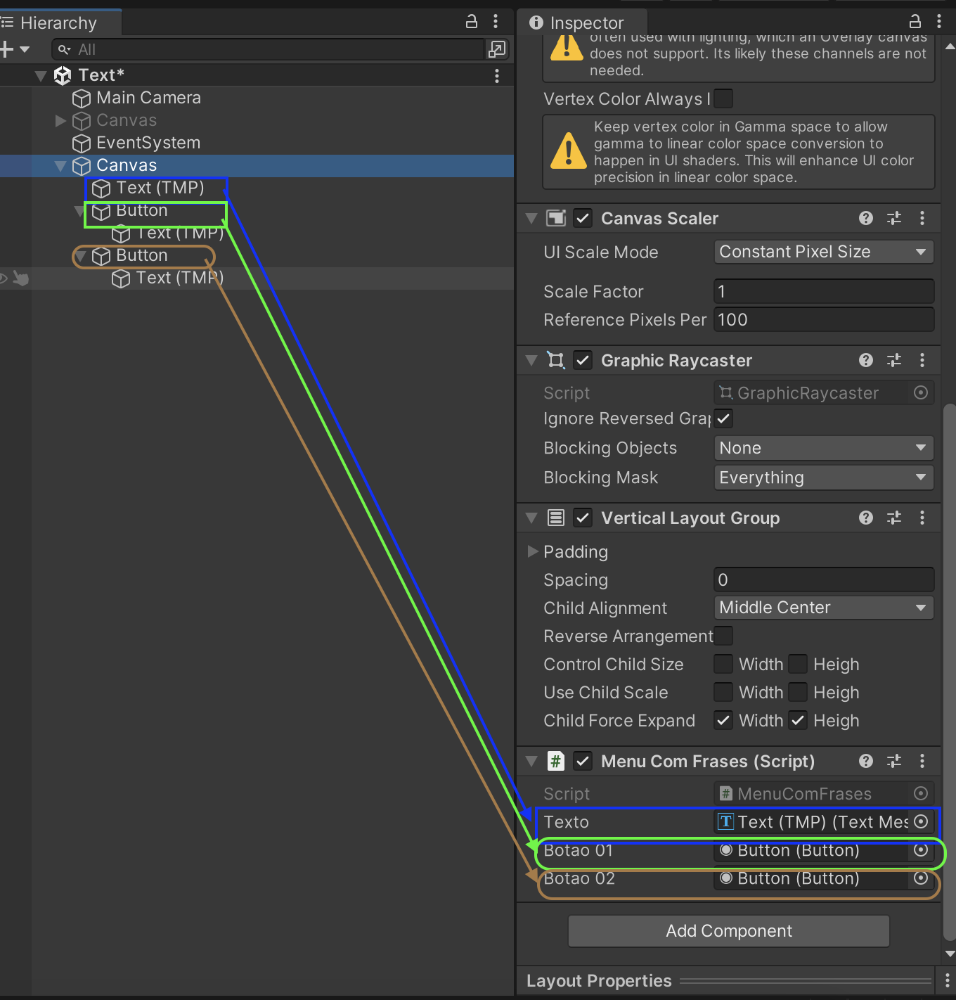 Hierarchy
All
Text*
Main Camera
Canvas
EventSystem
Canvas
Text (TMP)
Button
Text (TMP)
Button
Text (TMP)
Inspector
often used with lighting, which an Overlay canvas
does not support. Its likely these channels are not
needed.
Vertex Color Always I
Keep vertex color in Gamma space to allow
gamma to linear color space conversion to
happen in UI shaders. This will enhance UI color
precision in linear color space.
Canvas Scaler
UI Scale Mode Constant Pixel Size
Scale Factor 1
Reference Pixels Per 100
Graphic Raycaster
Script GraphicRaycaster
Ignore Reversed Grap
Blocking Objects None
Blocking Mask Everything
Vertical Layout Group
Padding
Spacing 0
Child Alignment Middle Center
Reverse Arrangement
Control Child Size Width Heigh
Use Child Scale Width Heigh
Child Force Expand Width Heigh
# Menu Com Frases (Script)
Script # MenuComFrases
Texto T Text (TMP) (Text Mes
Botao 01 Button (Button)
Botao 02 Button (Button)
Add Component
Layout Properties